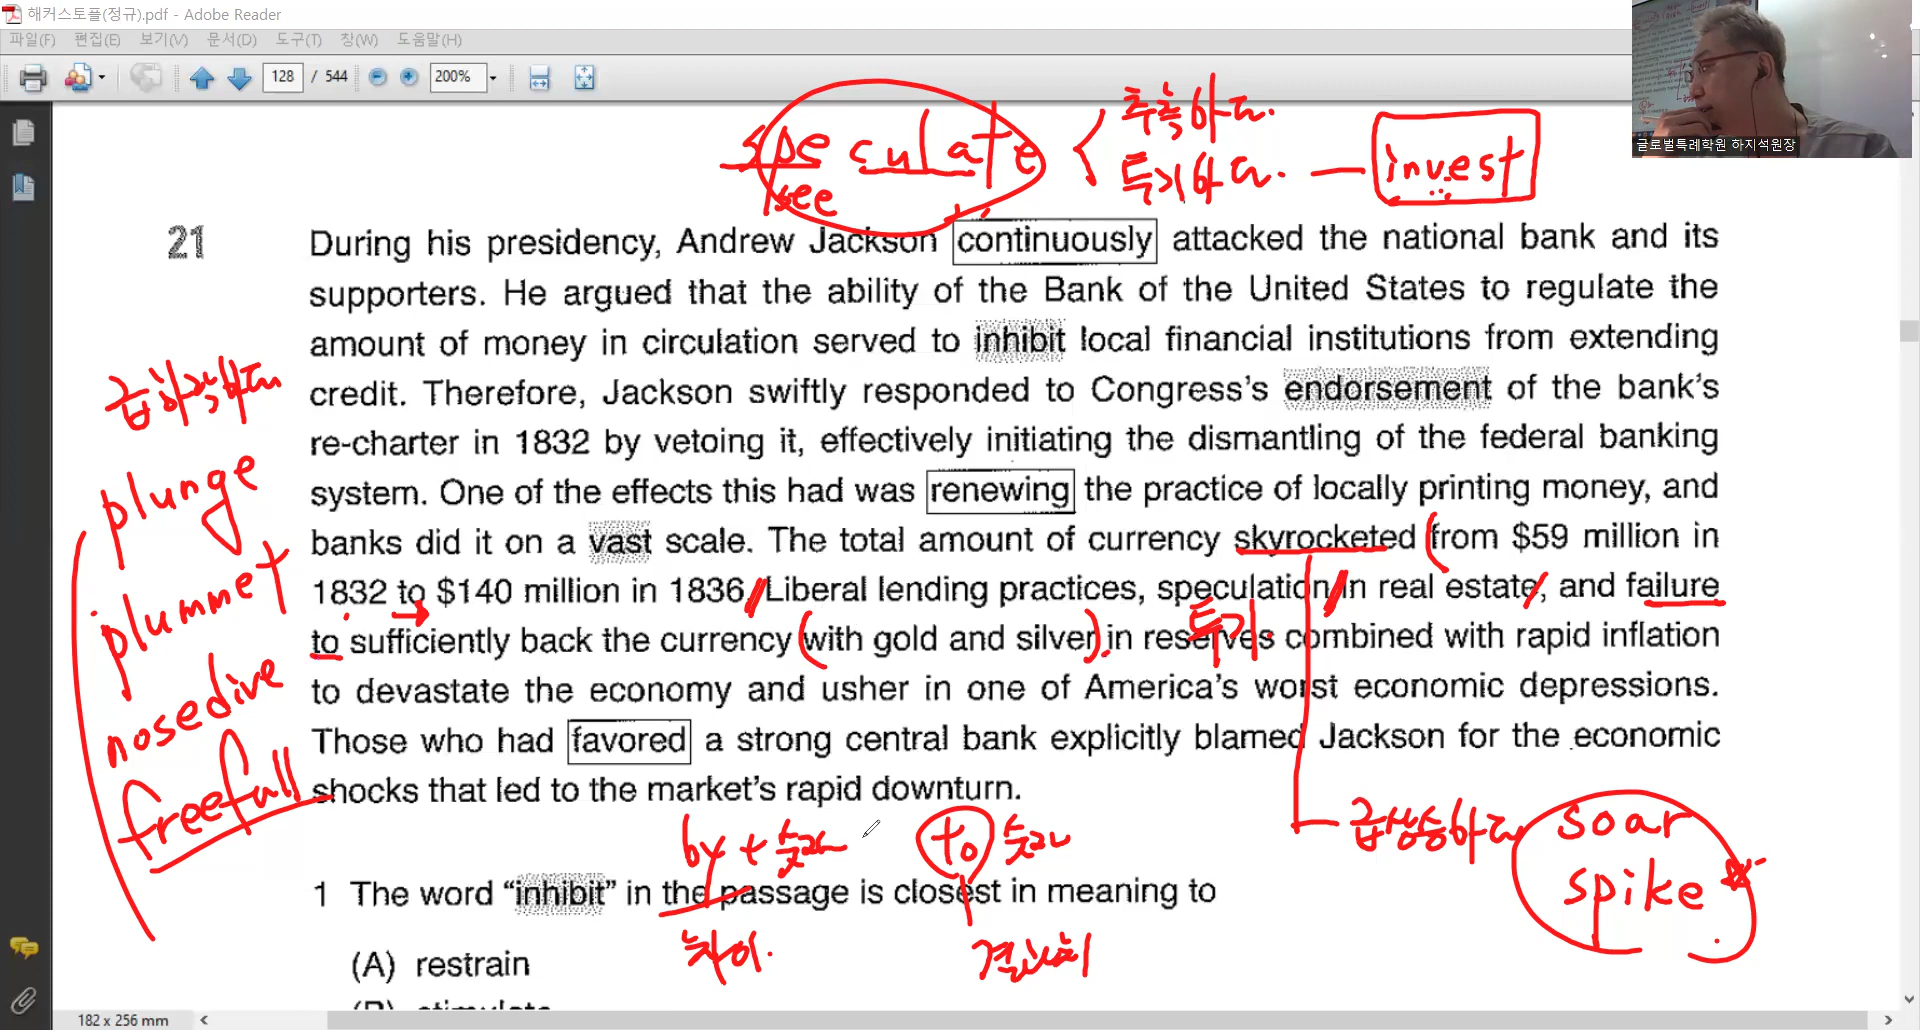 해커스토플(정규).pdf - Adobe Reader
파일(F) 편집(E) 보기(V) 문서(D) 도구(T) 창(W) 도움말(H)
128 / 544 200%
글로벌특례학원 하지석원장
speculate
see
추측하다.
투기하다. — invest
21
During his presidency, Andrew Jackson continuously attacked the national bank and its
supporters. He argued that the ability of the Bank of the United States to regulate the
amount of money in circulation served to inhibit local financial institutions from extending
credit. Therefore, Jackson swiftly responded to Congress’s endorsement of the bank’s
re-charter in 1832 by vetoing it, effectively initiating the dismantling of the federal banking
system. One of the effects this had was renewing the practice of locally printing money, and
banks did it on a vast scale. The total amount of currency skyrocketed from $59 million in
1832 to $140 million in 1836. Liberal lending practices, speculation in real estate, and failure
to sufficiently back the currency with gold and silver in reserves combined with rapid inflation
to devastate the economy and usher in one of America’s worst economic depressions.
Those who had favored a strong central bank explicitly blamed Jackson for the economic
shocks that led to the market’s rapid downturn.
급하락하다
plunge
plummet
nosedive
freefall
투기.
급상승하다
soar
spike
by + 숫자
차이.
to 숫자
결과치
1 The word “inhibit” in the passage is closest in meaning to
(A) restrain
(B) stimulate
182 x 256 mm